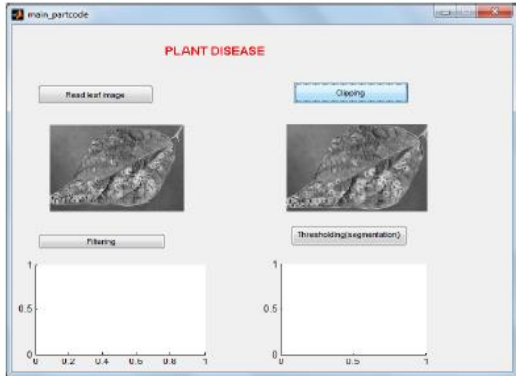 main_partcode
PLANT DISEASE
Read leaf image
Clipping
Filtering
Thresholding(segmentation)
1
0.5
0
0 0.2 0.4 0.6 0.8 1
1
0.5
0
0 0.5 1